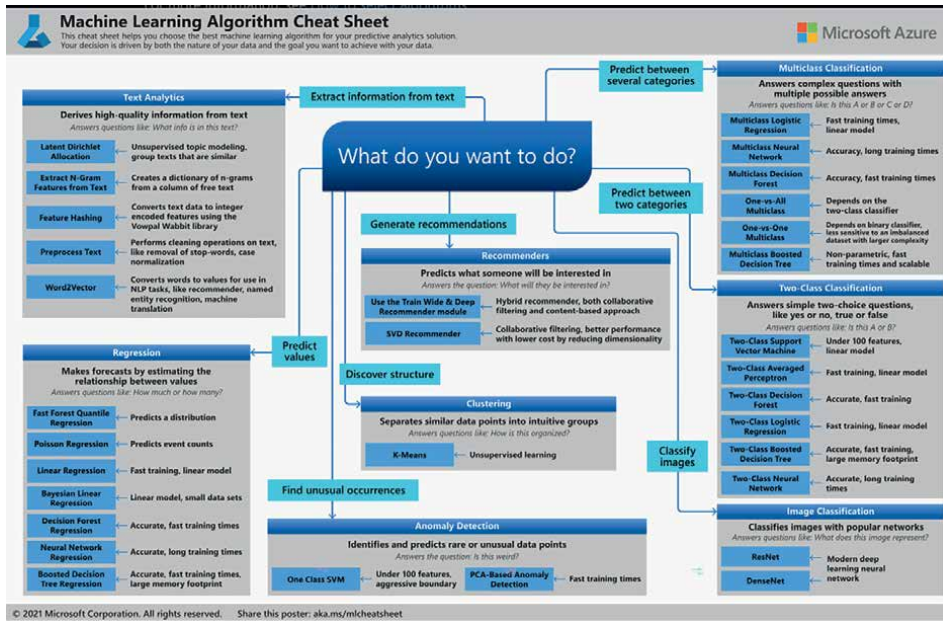 Machine Learning Algorithm Cheat Sheet
This cheat sheet helps you choose the best machine learning algorithm for your predictive analytics solution.
Your decision is driven by both the nature of your data and the goal you want to achieve with your data.
Microsoft Azure
What do you want to do?
Extract information from text
Text Analytics
Derives high-quality information from text
Answers questions like: What info is in this text?
Latent Dirichlet
Allocation
Unsupervised topic modeling,
group texts that are similar
Extract N-Gram
Features from Text
Creates a dictionary of n-grams
from a column of free text
Feature Hashing
Converts text data to integer
encoded features using the
Vowpal Wabbit library
Preprocess Text
Performs cleaning operations on text,
like removal of stop-words, case
normalization
Word2Vector
Converts words to values for use in
NLP tasks, like recommender, named
entity recognition, machine
translation
Predict
values
Regression
Makes forecasts by estimating the
relationship between values
Answers questions like: How much or how many?
Fast Forest Quantile
Regression
Predicts a distribution
Poisson Regression
Predicts event counts
Linear Regression
Fast training, linear model
Bayesian Linear
Regression
Linear model, small data sets
Decision Forest
Regression
Accurate, fast training times
Neural Network
Regression
Accurate, long training times
Boosted Decision
Tree Regression
Accurate, fast training times,
large memory footprint
Generate recommendations
Recommenders
Predicts what someone will be interested in
Answers the question: What will they be interested in?
Use the Train Wide & Deep
Recommender module
Hybrid recommender, both collaborative
filtering and content-based approach
SVD Recommender
Collaborative filtering, better performance
with lower cost by reducing dimensionality
Discover structure
Clustering
Separates similar data points into intuitive groups
Answers questions like: How is this organized?
K-Means
Unsupervised learning
Find unusual occurrences
Anomaly Detection
Identifies and predicts rare or unusual data points
Answers the question: Is this weird?
One Class SVM
Under 100 features,
aggressive boundary
PCA-Based Anomaly
Detection
Fast training times
Predict between
several categories
Multiclass Classification
Answers complex questions with
multiple possible answers
Answers questions like: Is this A or B or C or D?
Multiclass Logistic
Regression
Fast training times,
linear model
Multiclass Neural
Network
Accuracy, long training times
Multiclass Decision
Forest
Accuracy, fast training times
One-vs-All
Multiclass
Depends on the
two-class classifier
One-vs-One
Multiclass
Depends on binary classifier,
less sensitive to an imbalanced
dataset with larger complexity
Multiclass Boosted
Decision Tree
Non-parametric, fast
training times and scalable
Predict between
two categories
Two-Class Classification
Answers simple two-choice questions,
like yes or no, true or false
Answers questions like: Is this A or B?
Two-Class Support
Vector Machine
Under 100 features,
linear model
Two-Class Averaged
Perceptron
Fast training, linear model
Two-Class Decision
Forest
Accurate, fast training
Two-Class Logistic
Regression
Fast training, linear model
Two-Class Boosted
Decision Tree
Accurate, fast training,
large memory footprint
Two-Class Neural
Network
Accurate, long training
times
Classify
images
Image Classification
Classifies images with popular networks
Answers questions like: What does this image represent?
ResNet
DenseNet
Modern deep
learning neural
network
© 2021 Microsoft Corporation. All rights reserved. Share this poster: aka.ms/mlcheatsheet